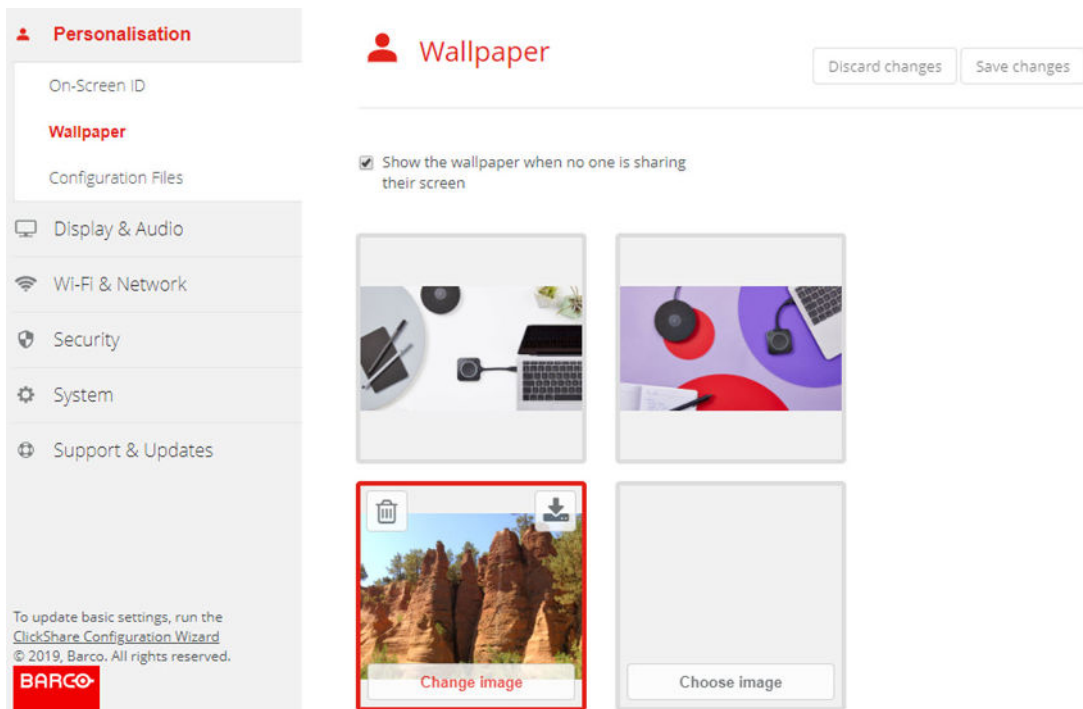 Personalisation
On-Screen ID
Wallpaper
Configuration Files
Display & Audio
Wi-Fi & Network
Security
System
Support & Updates
To update basic settings, run the
ClickShare Configuration Wizard
© 2019, Barco. All rights reserved.
BARCO
Wallpaper
Discard changes
Save changes
Show the wallpaper when no one is sharing
their screen
Change image
Choose image